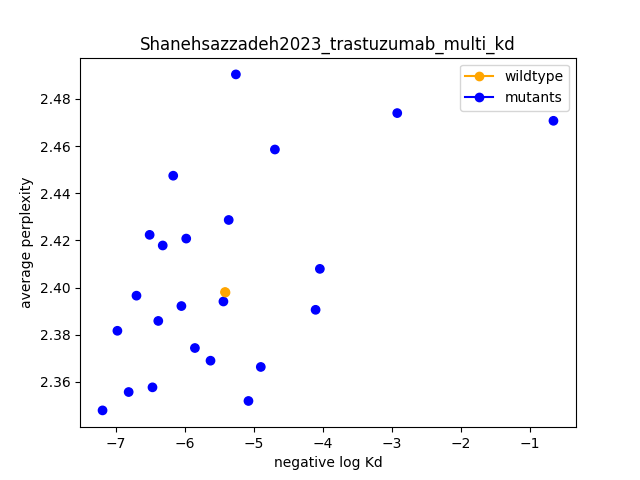 Shanehsazzadeh2023_trastuzumab_multi_kd
wildtype
mutants
2.48
2.46
2.44
2.42
2.40
2.38
2.36
average perplexity
−7 −6 −5 −4 −3 −2 −1
negative log Kd